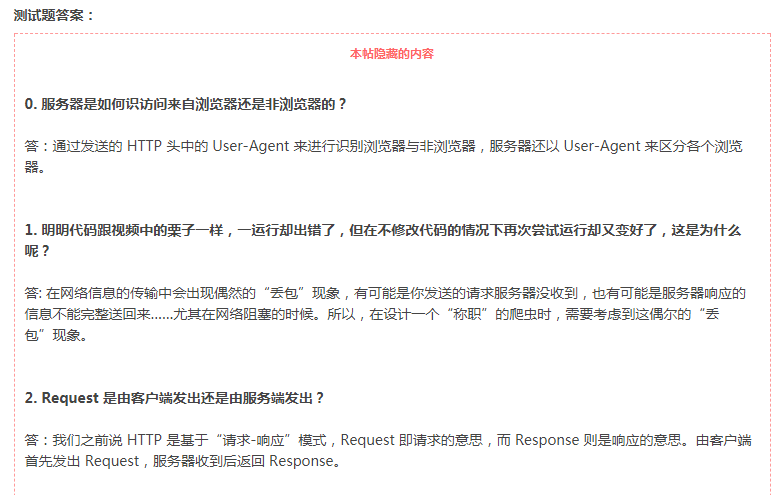 测试题答案：
本帖隐藏的内容
0. 服务器是如何识访问来自浏览器还是非浏览器的？
答：通过发送的 HTTP 头中的 User-Agent 来进行识别浏览器与非浏览器，服务器还以 User-Agent 来区分各个浏览
器。
1. 明明代码跟视频中的栗子一样，一运行却出错了，但在不修改代码的情况下再次尝试运行却又变好了，这是为什么
呢？
答: 在网络信息的传输中会出现偶然的“丢包”现象，有可能是你发送的请求服务器没收到，也有可能是服务器响应的
信息不能完整送回来......尤其在网络阻塞的时候。所以，在设计一个“称职”的爬虫时，需要考虑到这偶尔的“丢
包”现象。
2. Request 是由客户端发出还是由服务端发出？
答：我们之前说 HTTP 是基于“请求-响应”模式，Request 即请求的意思，而 Response 则是响应的意思。由客户端
首先发出 Request，服务器收到后返回 Response。